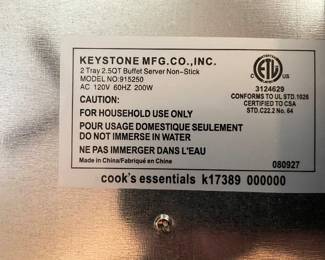 KEYSTONE MFG.CO.,INC.
2 Tray 2.5QT Buffet Server Non-Stick
MODEL NO:915250
AC 120V 60HZ 200W
CAUTION:
FOR HOUSEHOLD USE ONLY
POUR USAGE DOMESTIQUE SEULEMENT
DO NOT IMMERSE IN WATER
NE PAS IMMERGER DANS L'EAU
Made in China/Fabriqué en China
ETL
3124629
CONFORMS TO UL STD.1026
CERTIFIED TO CSA
STD.C22.2 No. 64
080927
cook's essentials k17389 000000